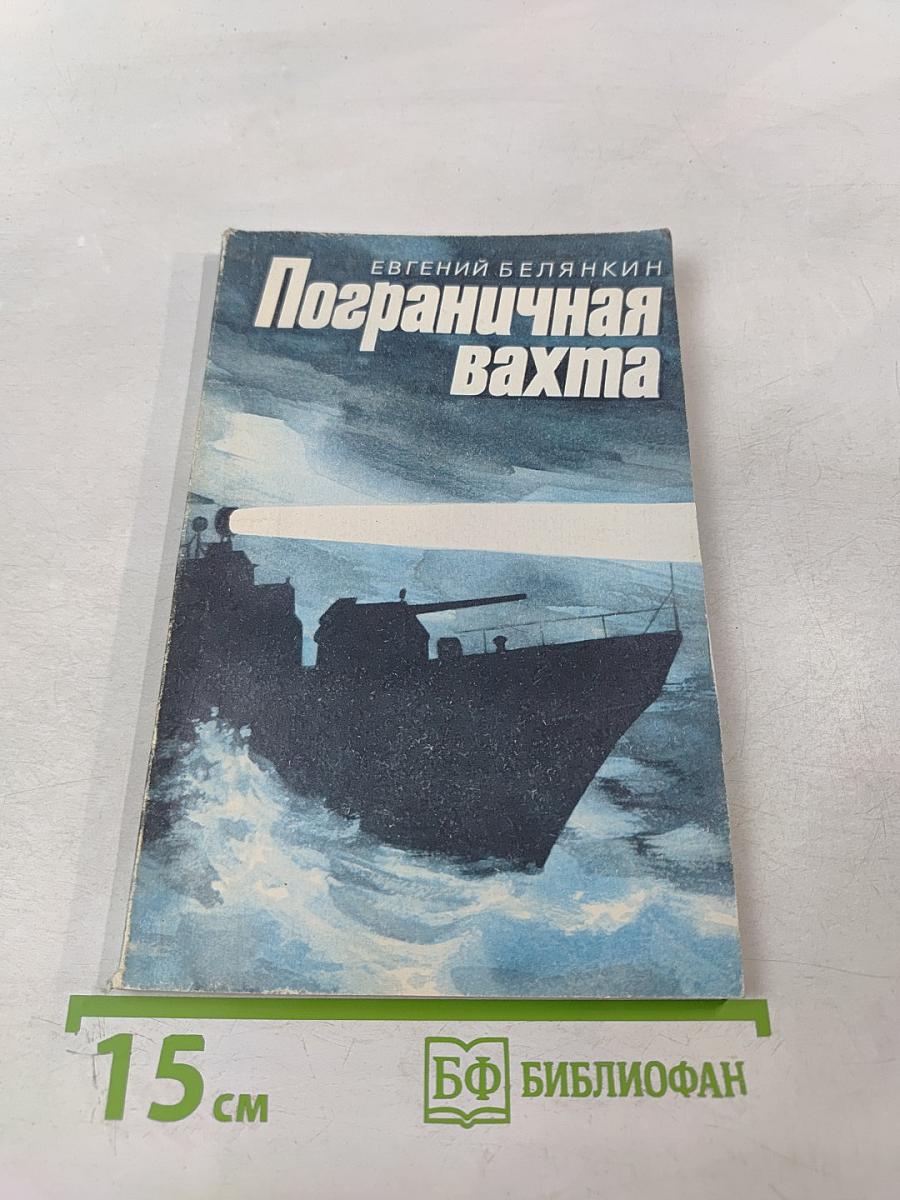 ЕВГЕНИЙ БЕЛЯНКИН
Пограничная
вахта
15 см
БФ БИБЛИОФАН